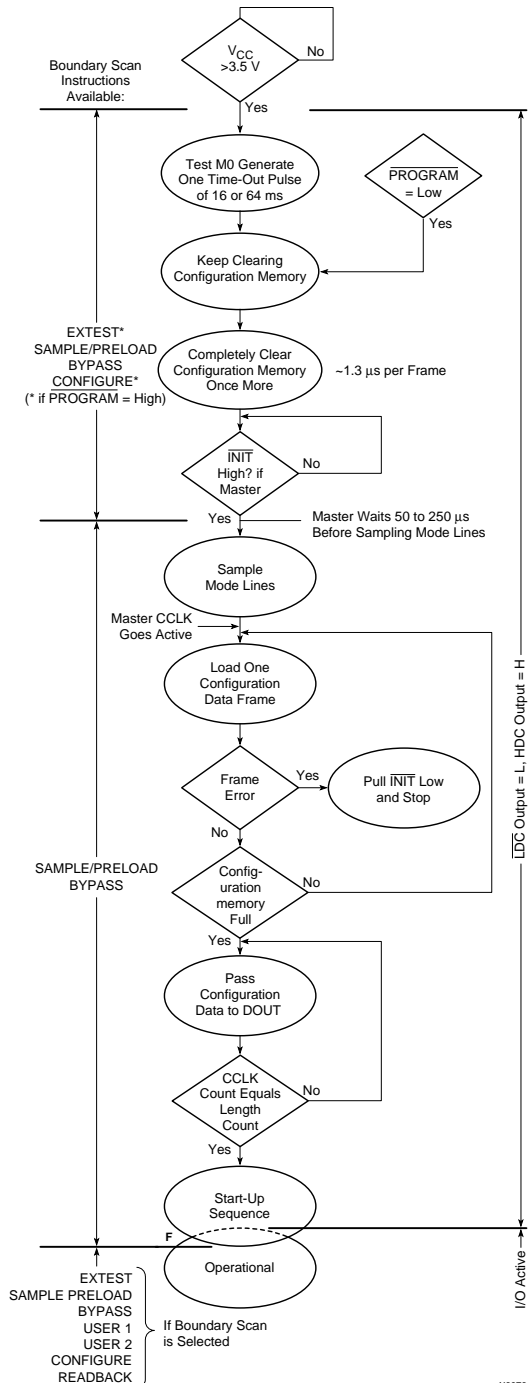 Boundary Scan
Instructions
Available:
VCC
>3.5 V
No
Yes
Test M0 Generate
One Time-Out Pulse
of 16 or 64 ms
PROGRAM
= Low
Yes
Keep Clearing
Configuration Memory
EXTEST*
SAMPLE/PRELOAD
BYPASS
CONFIGURE*
(* if PROGRAM = High)
Completely Clear
Configuration Memory
Once More
~1.3 µs per Frame
INIT
High? if
Master
No
Yes
Master Waits 50 to 250 µs
Before Sampling Mode Lines
Sample
Mode Lines
Master CCLK
Goes Active
Load One
Configuration
Data Frame
Frame
Error
Yes
Pull INIT Low
and Stop
No
SAMPLE/PRELOAD
BYPASS
Config-
uration
memory
Full
No
Yes
Pass
Configuration
Data to DOUT
CCLK
Count Equals
Length
Count
No
Yes
Start-Up
Sequence
F
Operational
LDC Output = L, HDC Output = H
I/O Active
EXTEST
SAMPLE PRELOAD
BYPASS
USER 1
USER 2
CONFIGURE
READBACK
If Boundary Scan
is Selected